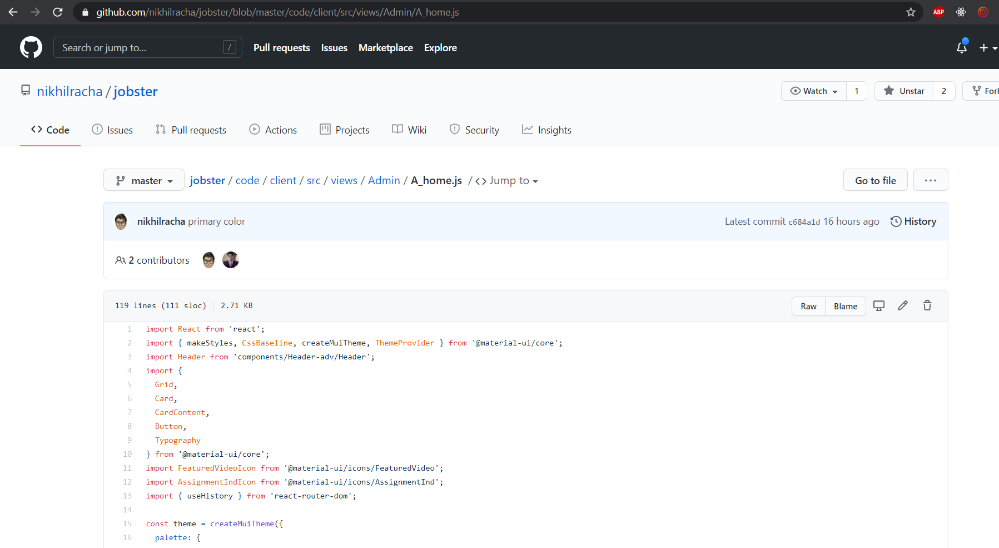 github.com/nikhilracha/jobster/blob/master/code/client/src/views/Admin/A_home.js
ABP
Search or jump to... /
Pull requests Issues Marketplace Explore
nikhilracha / jobster
Watch 1 Unstar 2 Fork
Code Issues Pull requests Actions Projects Wiki Security Insights
master jobster / code / client / src / views / Admin / A_home.js / <> Jump to Go to file ...
nikhilracha primary color Latest commit c684a1d 16 hours ago History
2 contributors
119 lines (111 sloc) 2.71 KB Raw Blame
1 import React from 'react';
2 import { makeStyles, CssBaseline, createMuiTheme, ThemeProvider } from '@material-ui/core';
3 import Header from 'components/Header-adv/Header';
4 import {
5 Grid,
6 Card,
7 CardContent,
8 Button,
9 Typography
10 } from '@material-ui/core';
11 import FeaturedVideoIcon from '@material-ui/icons/FeaturedVideo';
12 import AssignmentIndIcon from '@material-ui/icons/AssignmentInd';
13 import { useHistory } from 'react-router-dom';
14
15 const theme = createMuiTheme({
16 palette: {